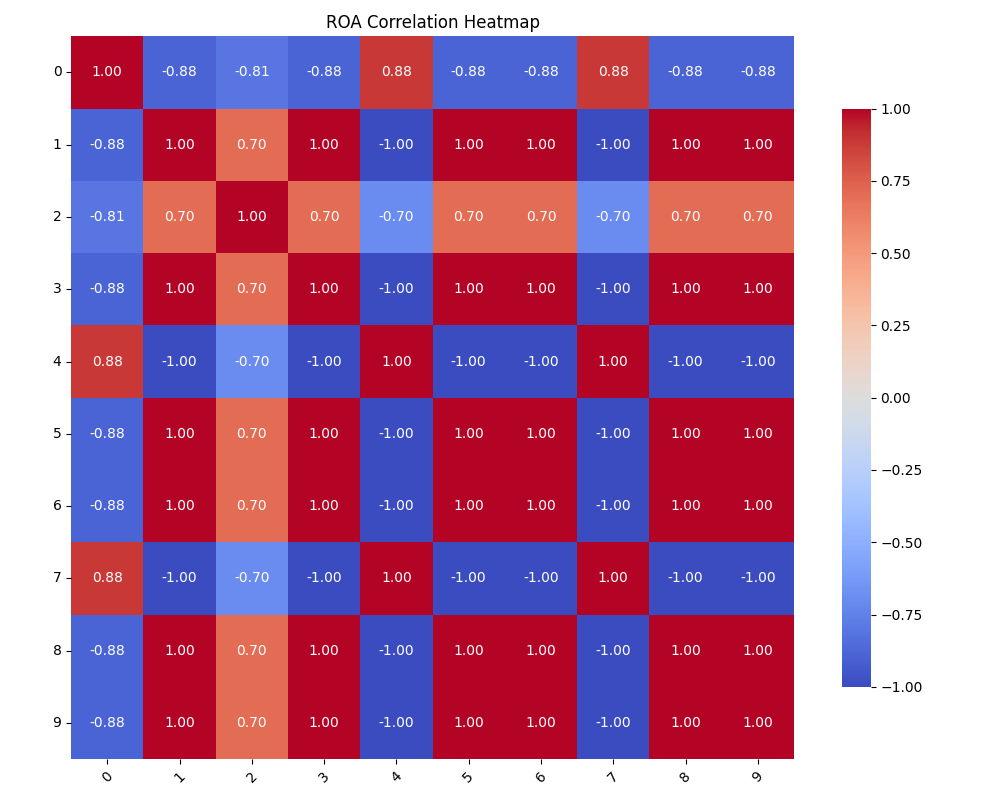 ROA Correlation Heatmap
0 1.00 -0.88 -0.81 -0.88 0.88 -0.88 -0.88 0.88 -0.88 -0.88
1 -0.88 1.00 0.70 1.00 -1.00 1.00 1.00 -1.00 1.00 1.00
2 -0.81 0.70 1.00 0.70 -0.70 0.70 0.70 -0.70 0.70 0.70
3 -0.88 1.00 0.70 1.00 -1.00 1.00 1.00 -1.00 1.00 1.00
4 0.88 -1.00 -0.70 -1.00 1.00 -1.00 -1.00 1.00 -1.00 -1.00
5 -0.88 1.00 0.70 1.00 -1.00 1.00 1.00 -1.00 1.00 1.00
6 -0.88 1.00 0.70 1.00 -1.00 1.00 1.00 -1.00 1.00 1.00
7 0.88 -1.00 -0.70 -1.00 1.00 -1.00 -1.00 1.00 -1.00 -1.00
8 -0.88 1.00 0.70 1.00 -1.00 1.00 1.00 -1.00 1.00 1.00
9 -0.88 1.00 0.70 1.00 -1.00 1.00 1.00 -1.00 1.00 1.00
0 1 2 3 4 5 6 7 8 9
1.00
0.75
0.50
0.25
0.00
−0.25
−0.50
−0.75
−1.00